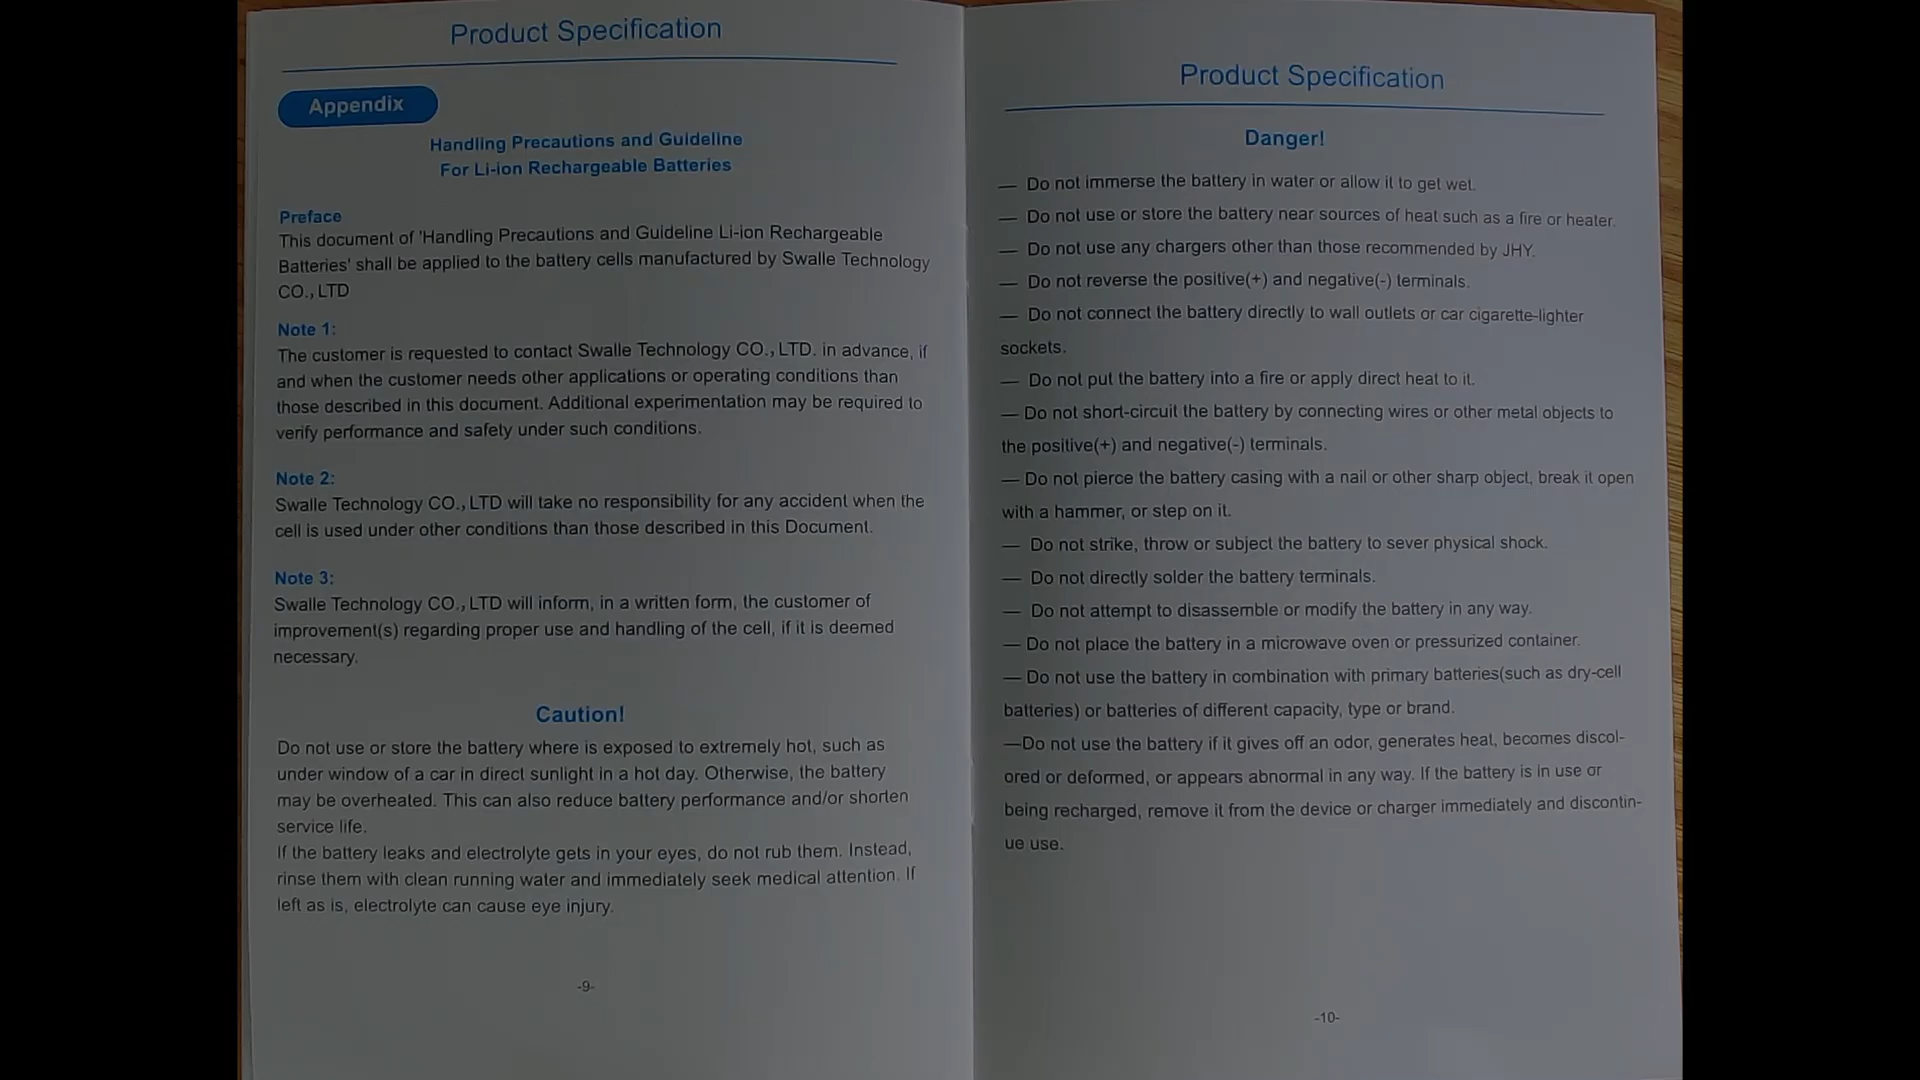 Product Specification
Appendix
Handling Precautions and Guideline
For Li-ion Rechargeable Batteries
Preface
This document of 'Handling Precautions and Guideline Li-ion Rechargeable
Batteries' shall be applied to the battery cells manufactured by Swalle Technology
CO., LTD
Note 1:
The customer is requested to contact Swalle Technology CO., LTD. in advance, if
and when the customer needs other applications or operating conditions than
those described in this document. Additional experimentation may be required to
verify performance and safety under such conditions.
Note 2:
Swalle Technology CO., LTD will take no responsibility for any accident when the
cell is used under other conditions than those described in this Document.
Note 3:
Swalle Technology CO., LTD will inform, in a written form, the customer of
improvement(s) regarding proper use and handling of the cell, if it is deemed
necessary.
Caution!
Do not use or store the battery where is exposed to extremely hot, such as
under window of a car in direct sunlight in a hot day. Otherwise, the battery
may be overheated. This can also reduce battery performance and/or shorten
service life.
If the battery leaks and electrolyte gets in your eyes, do not rub them. Instead,
rinse them with clean running water and immediately seek medical attention. If
left as is, electrolyte can cause eye injury.
-9-
Product Specification
Danger!
— Do not immerse the battery in water or allow it to get wet.
— Do not use or store the battery near sources of heat such as a fire or heater.
— Do not use any chargers other than those recommended by JHY.
— Do not reverse the positive(+) and negative(-) terminals.
— Do not connect the battery directly to wall outlets or car cigarette-lighter
sockets.
— Do not put the battery into a fire or apply direct heat to it.
— Do not short-circuit the battery by connecting wires or other metal objects to
the positive(+) and negative(-) terminals.
— Do not pierce the battery casing with a nail or other sharp object, break it open
with a hammer, or step on it.
— Do not strike, throw or subject the battery to sever physical shock.
— Do not directly solder the battery terminals.
— Do not attempt to disassemble or modify the battery in any way.
— Do not place the battery in a microwave oven or pressurized container.
— Do not use the battery in combination with primary batteries(such as dry-cell
batteries) or batteries of different capacity, type or brand.
—Do not use the battery if it gives off an odor, generates heat, becomes discol-
ored or deformed, or appears abnormal in any way. If the battery is in use or
being recharged, remove it from the device or charger immediately and discontin-
ue use.
-10-